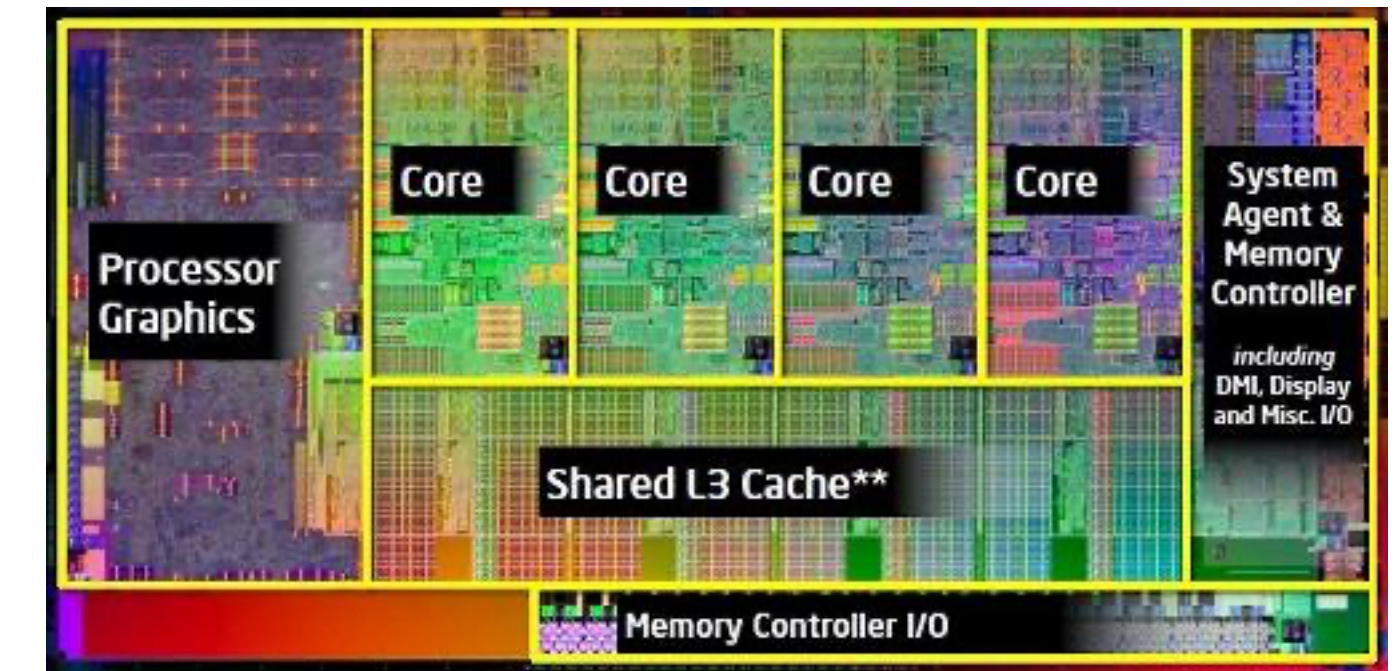 Processor
Graphics
Core
Core
Core
Core
System
Agent &
Memory
Controller
including
DMI, Display
and Misc. I/O
Shared L3 Cache**
Memory Controller I/O